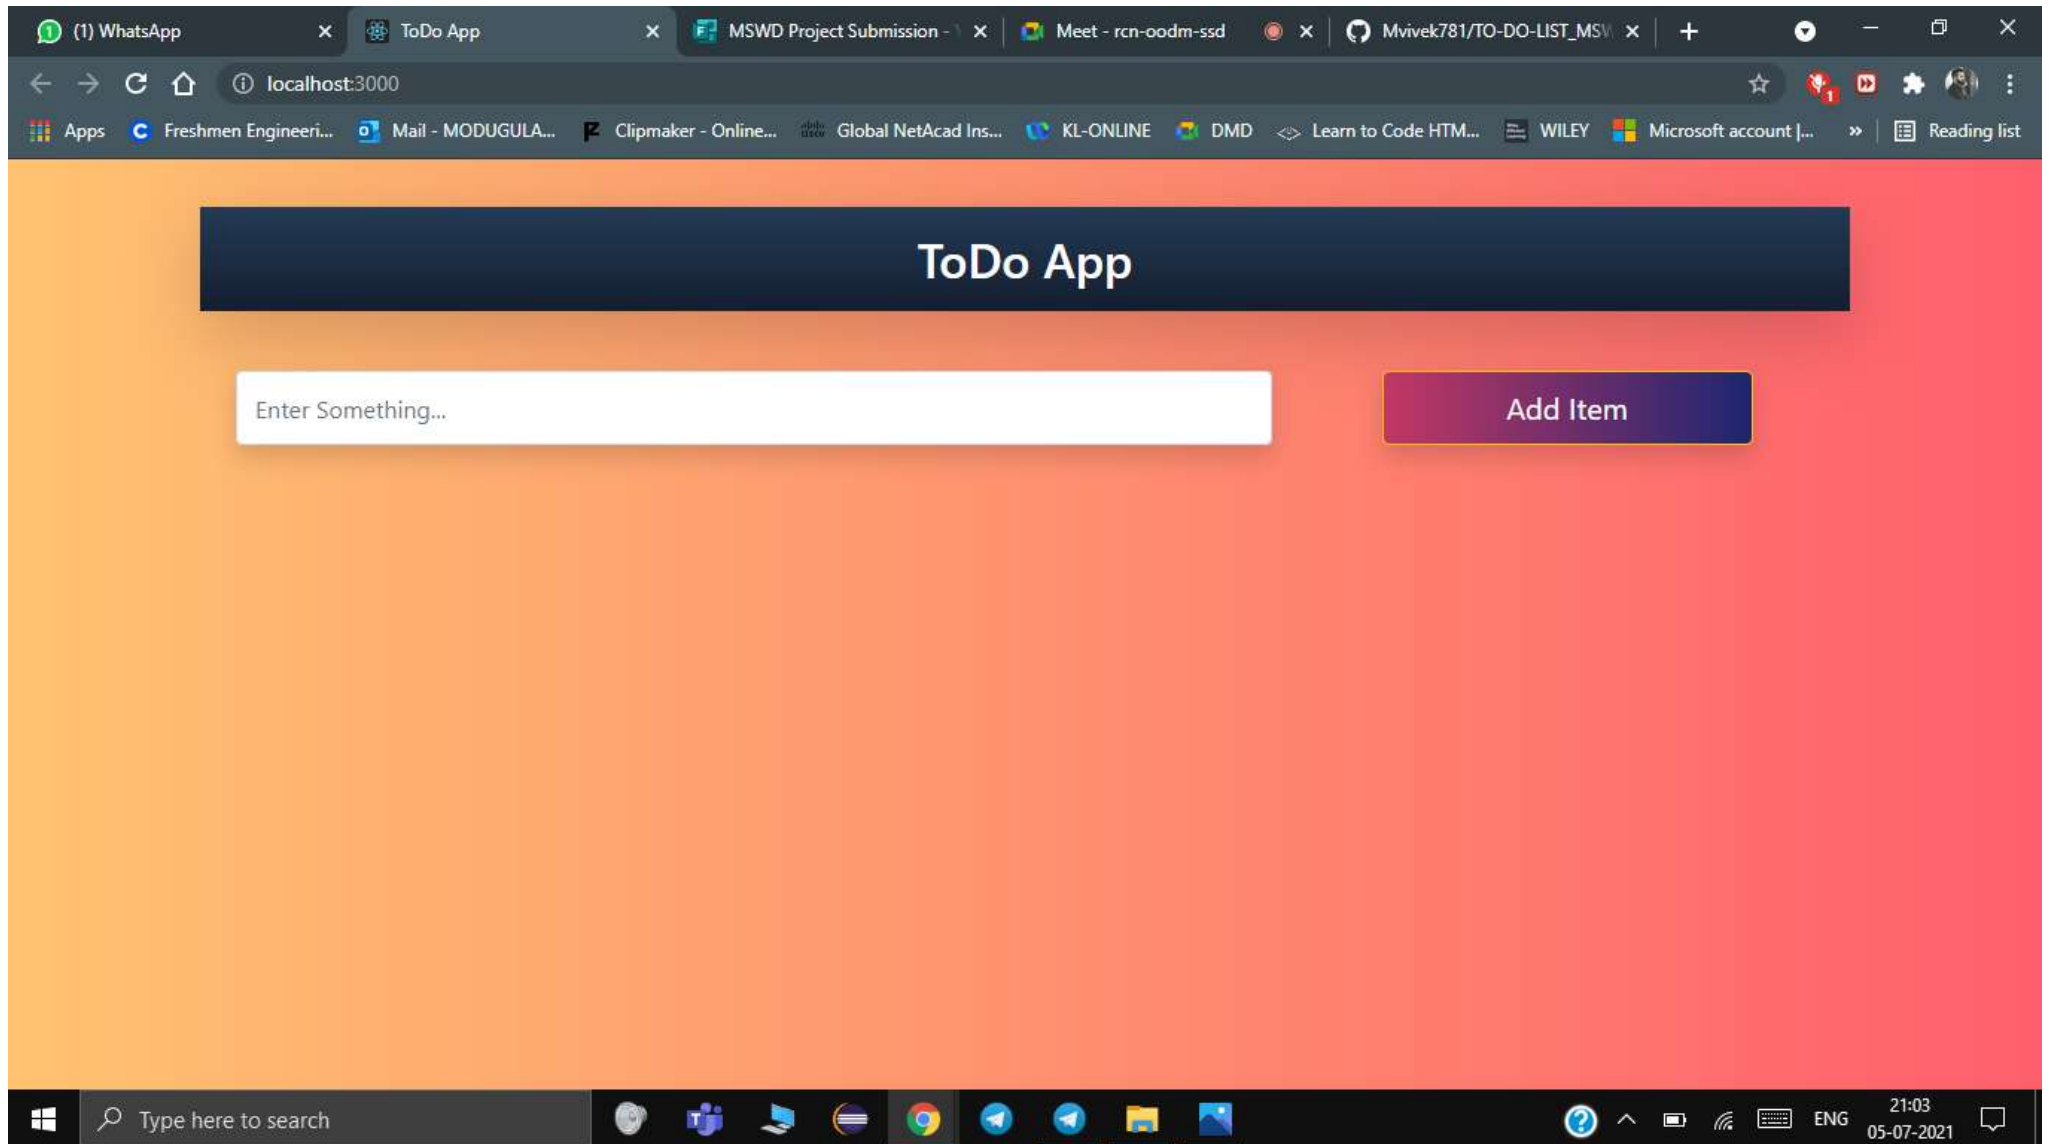 (1) WhatsApp
ToDo App
MSWD Project Submission -
Meet - rcn-oodm-ssd
Mvivek781/TO-DO-LIST_MSW
localhost:3000
1
Apps
Freshmen Engineeri...
Mail - MODUGULA...
Clipmaker - Online...
Global NetAcad Ins...
KL-ONLINE
DMD
Learn to Code HTM...
WILEY
Microsoft account |...
»
Reading list
ToDo App
Enter Something...
Add Item
Type here to search
ENG
21:03
05-07-2021